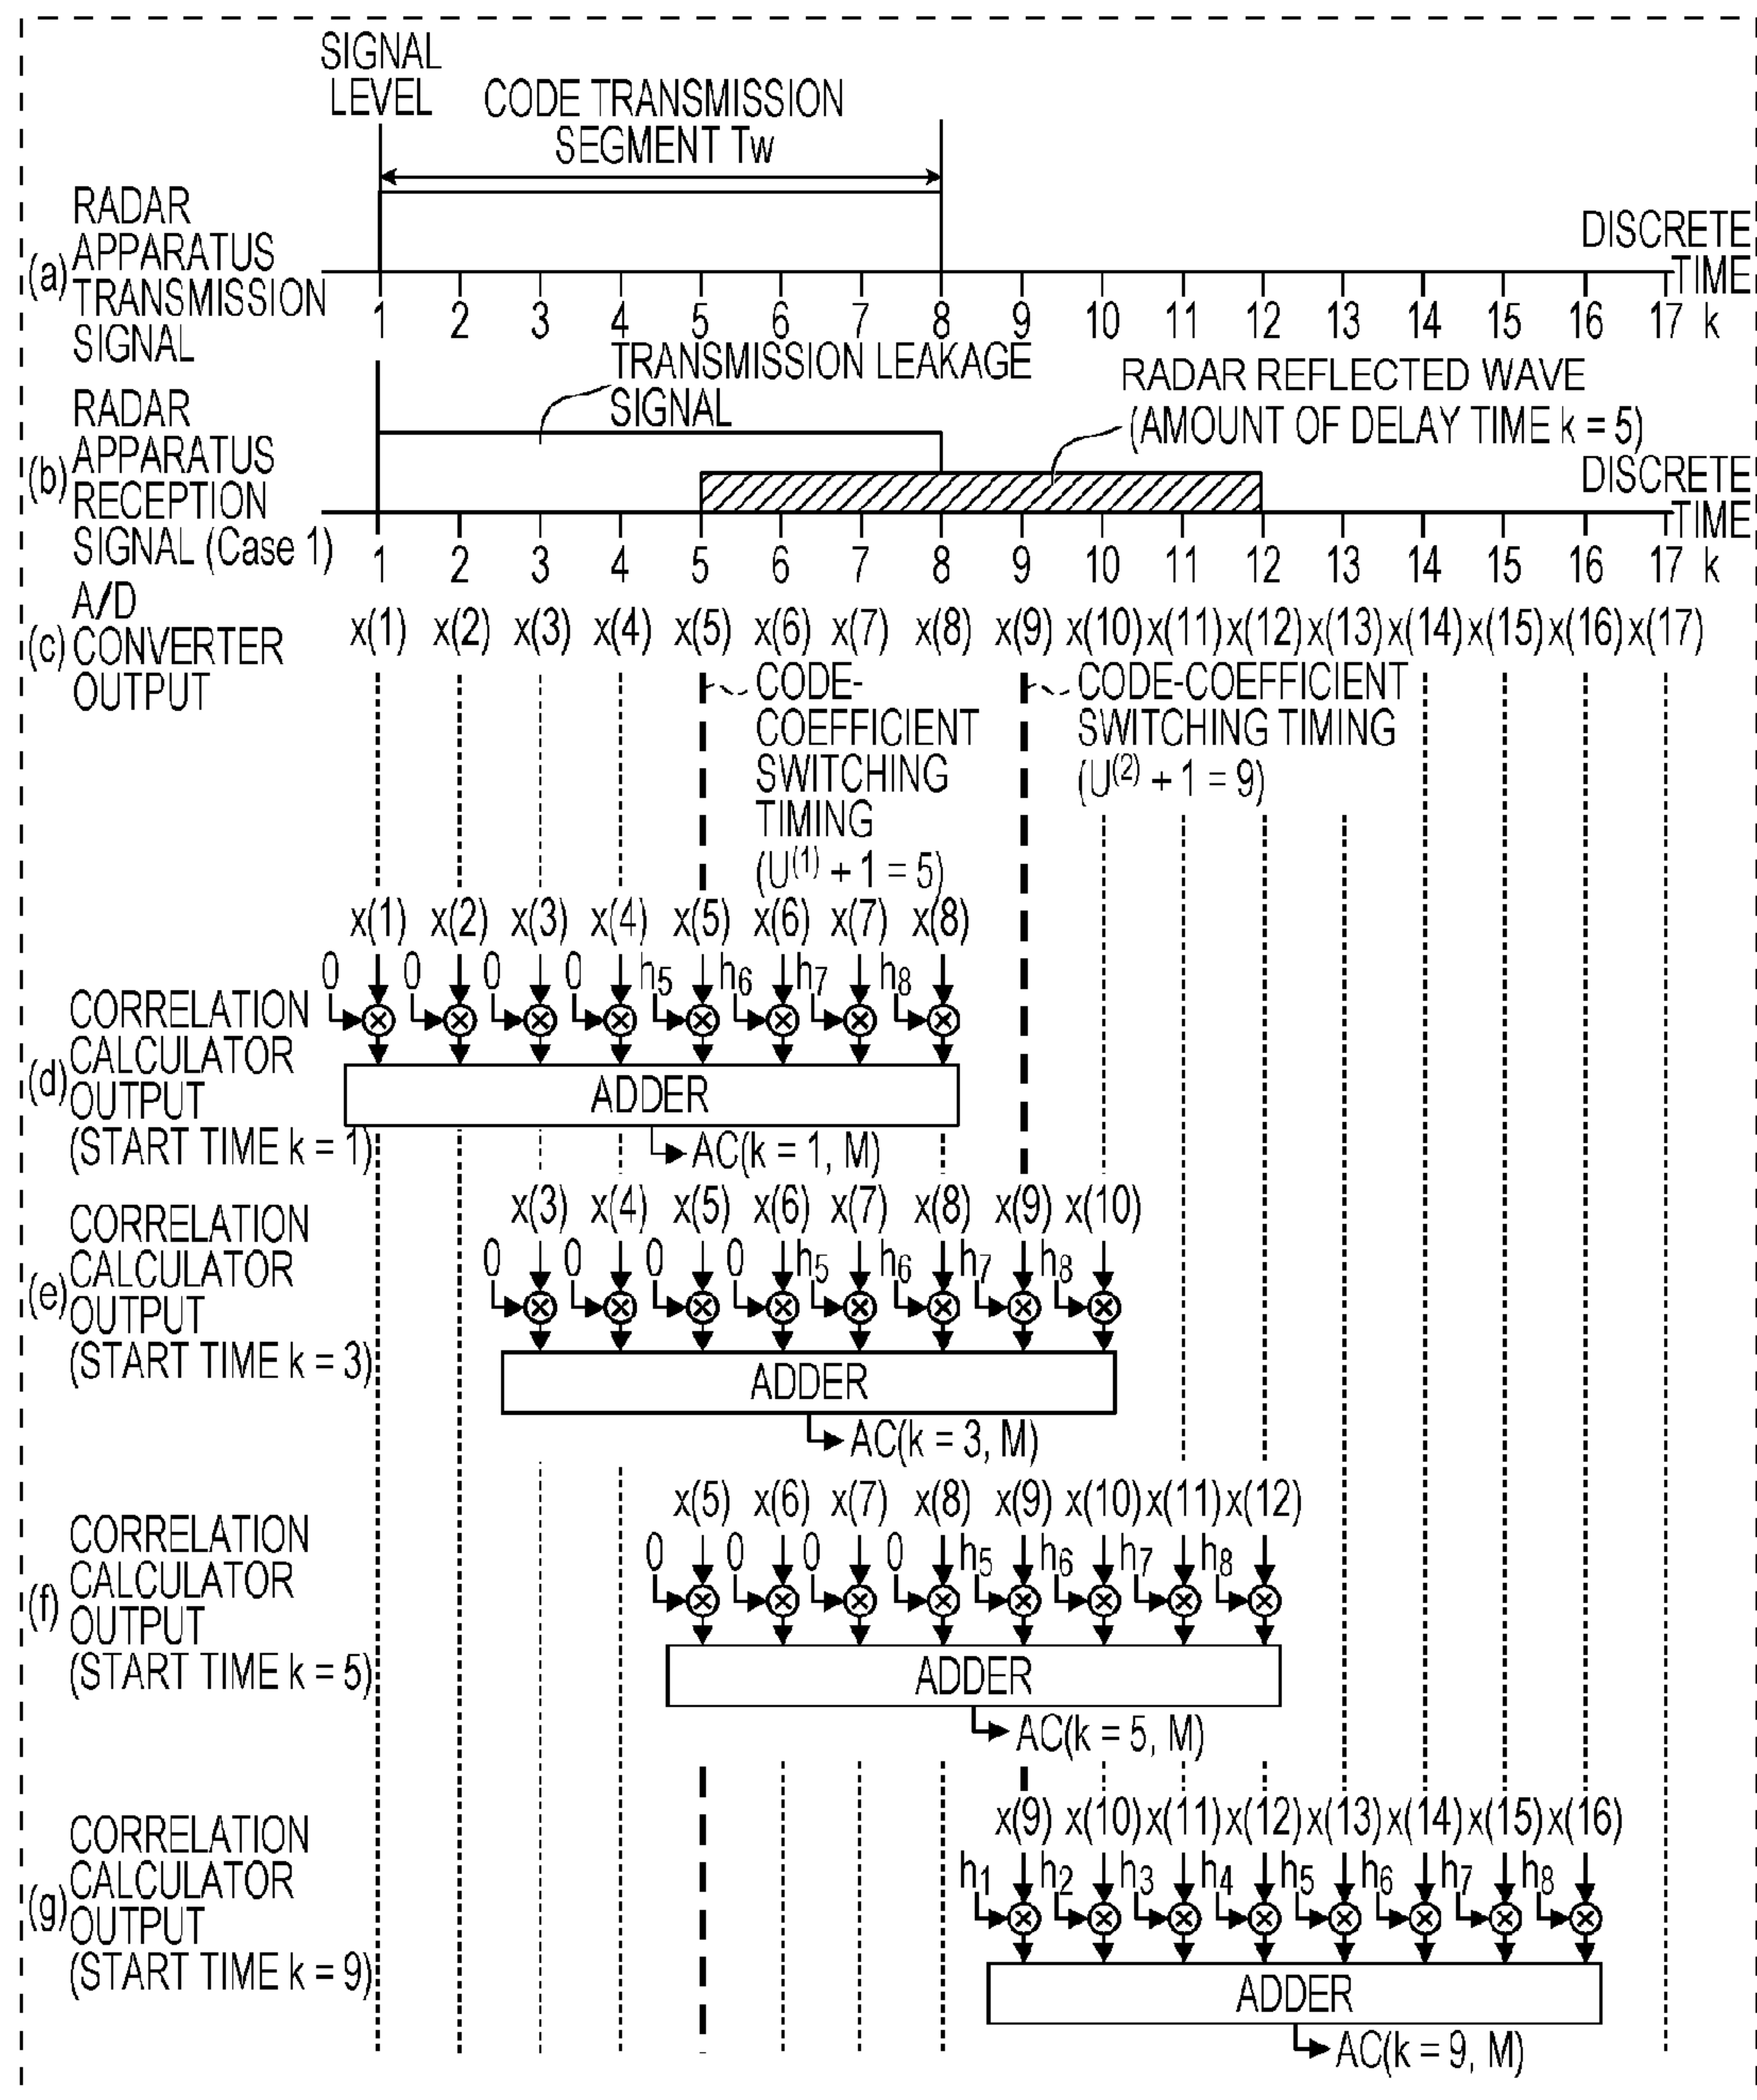 SIGNAL
LEVEL
CODE TRANSMISSION
SEGMENT Tw
(a) RADAR
APPARATUS
TRANSMISSION
SIGNAL
DISCRETE
TIME
1 2 3 4 5 6 7 8 9 10 11 12 13 14 15 16 17 k
(b) RADAR
APPARATUS
RECEPTION
SIGNAL (Case 1)
TRANSMISSION LEAKAGE
SIGNAL
RADAR REFLECTED WAVE
(AMOUNT OF DELAY TIME k = 5)
DISCRETE
TIME
1 2 3 4 5 6 7 8 9 10 11 12 13 14 15 16 17 k
(c) A/D
CONVERTER
OUTPUT
x(1) x(2) x(3) x(4) x(5) x(6) x(7) x(8) x(9) x(10) x(11) x(12) x(13) x(14) x(15) x(16) x(17)
CODE-
COEFFICIENT
SWITCHING
TIMING
(U(1) + 1 = 5)
CODE-COEFFICIENT
SWITCHING TIMING
(U(2) + 1 = 9)
x(1) x(2) x(3) x(4) x(5) x(6) x(7) x(8)
0 0 0 0 h5 h6 h7 h8
(d) CORRELATION
CALCULATOR
OUTPUT
(START TIME k = 1)
ADDER
AC(k = 1, M)
x(3) x(4) x(5) x(6) x(7) x(8) x(9) x(10)
0 0 0 0 h5 h6 h7 h8
(e) CORRELATION
CALCULATOR
OUTPUT
(START TIME k = 3)
ADDER
AC(k = 3, M)
x(5) x(6) x(7) x(8) x(9) x(10) x(11) x(12)
0 0 0 0 h5 h6 h7 h8
(f) CORRELATION
CALCULATOR
OUTPUT
(START TIME k = 5)
ADDER
AC(k = 5, M)
x(9) x(10) x(11) x(12) x(13) x(14) x(15) x(16)
h1 h2 h3 h4 h5 h6 h7 h8
(g) CORRELATION
CALCULATOR
OUTPUT
(START TIME k = 9)
ADDER
AC(k = 9, M)